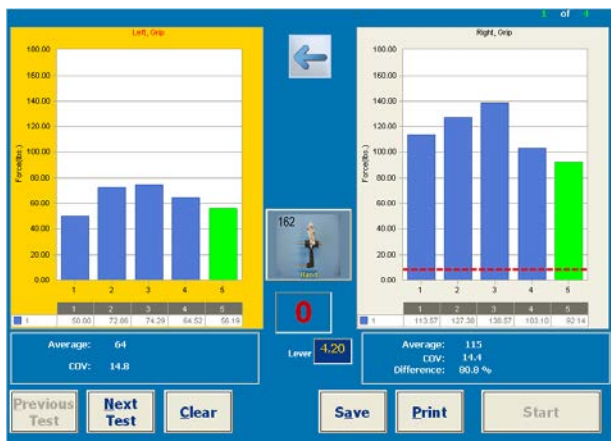 1 of 4
Left, Grip
Force(lbs.)
180.00
160.00
140.00
120.00
100.00
80.00
60.00
40.00
20.00
0.00
1 2 3 4 5
1 2 3 4 5
1 50.00 72.86 74.29 64.52 56.19
Average: 64
COV: 14.8
162
Hand
0
Lever 4.20
Right, Grip
Force(lbs.)
180.00
160.00
140.00
120.00
100.00
80.00
60.00
40.00
20.00
0.00
1 2 3 4 5
1 2 3 4 5
1 113.57 127.38 138.57 103.10 92.14
Average: 115
COV: 14.4
Difference: 80.8 %
Previous Test
Next Test
Clear
Save
Print
Start